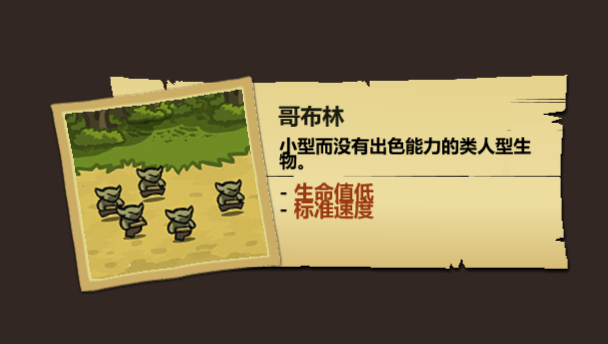 哥布林
小型而没有出色能力的类人型生
物。
- 生命值低
- 标准速度